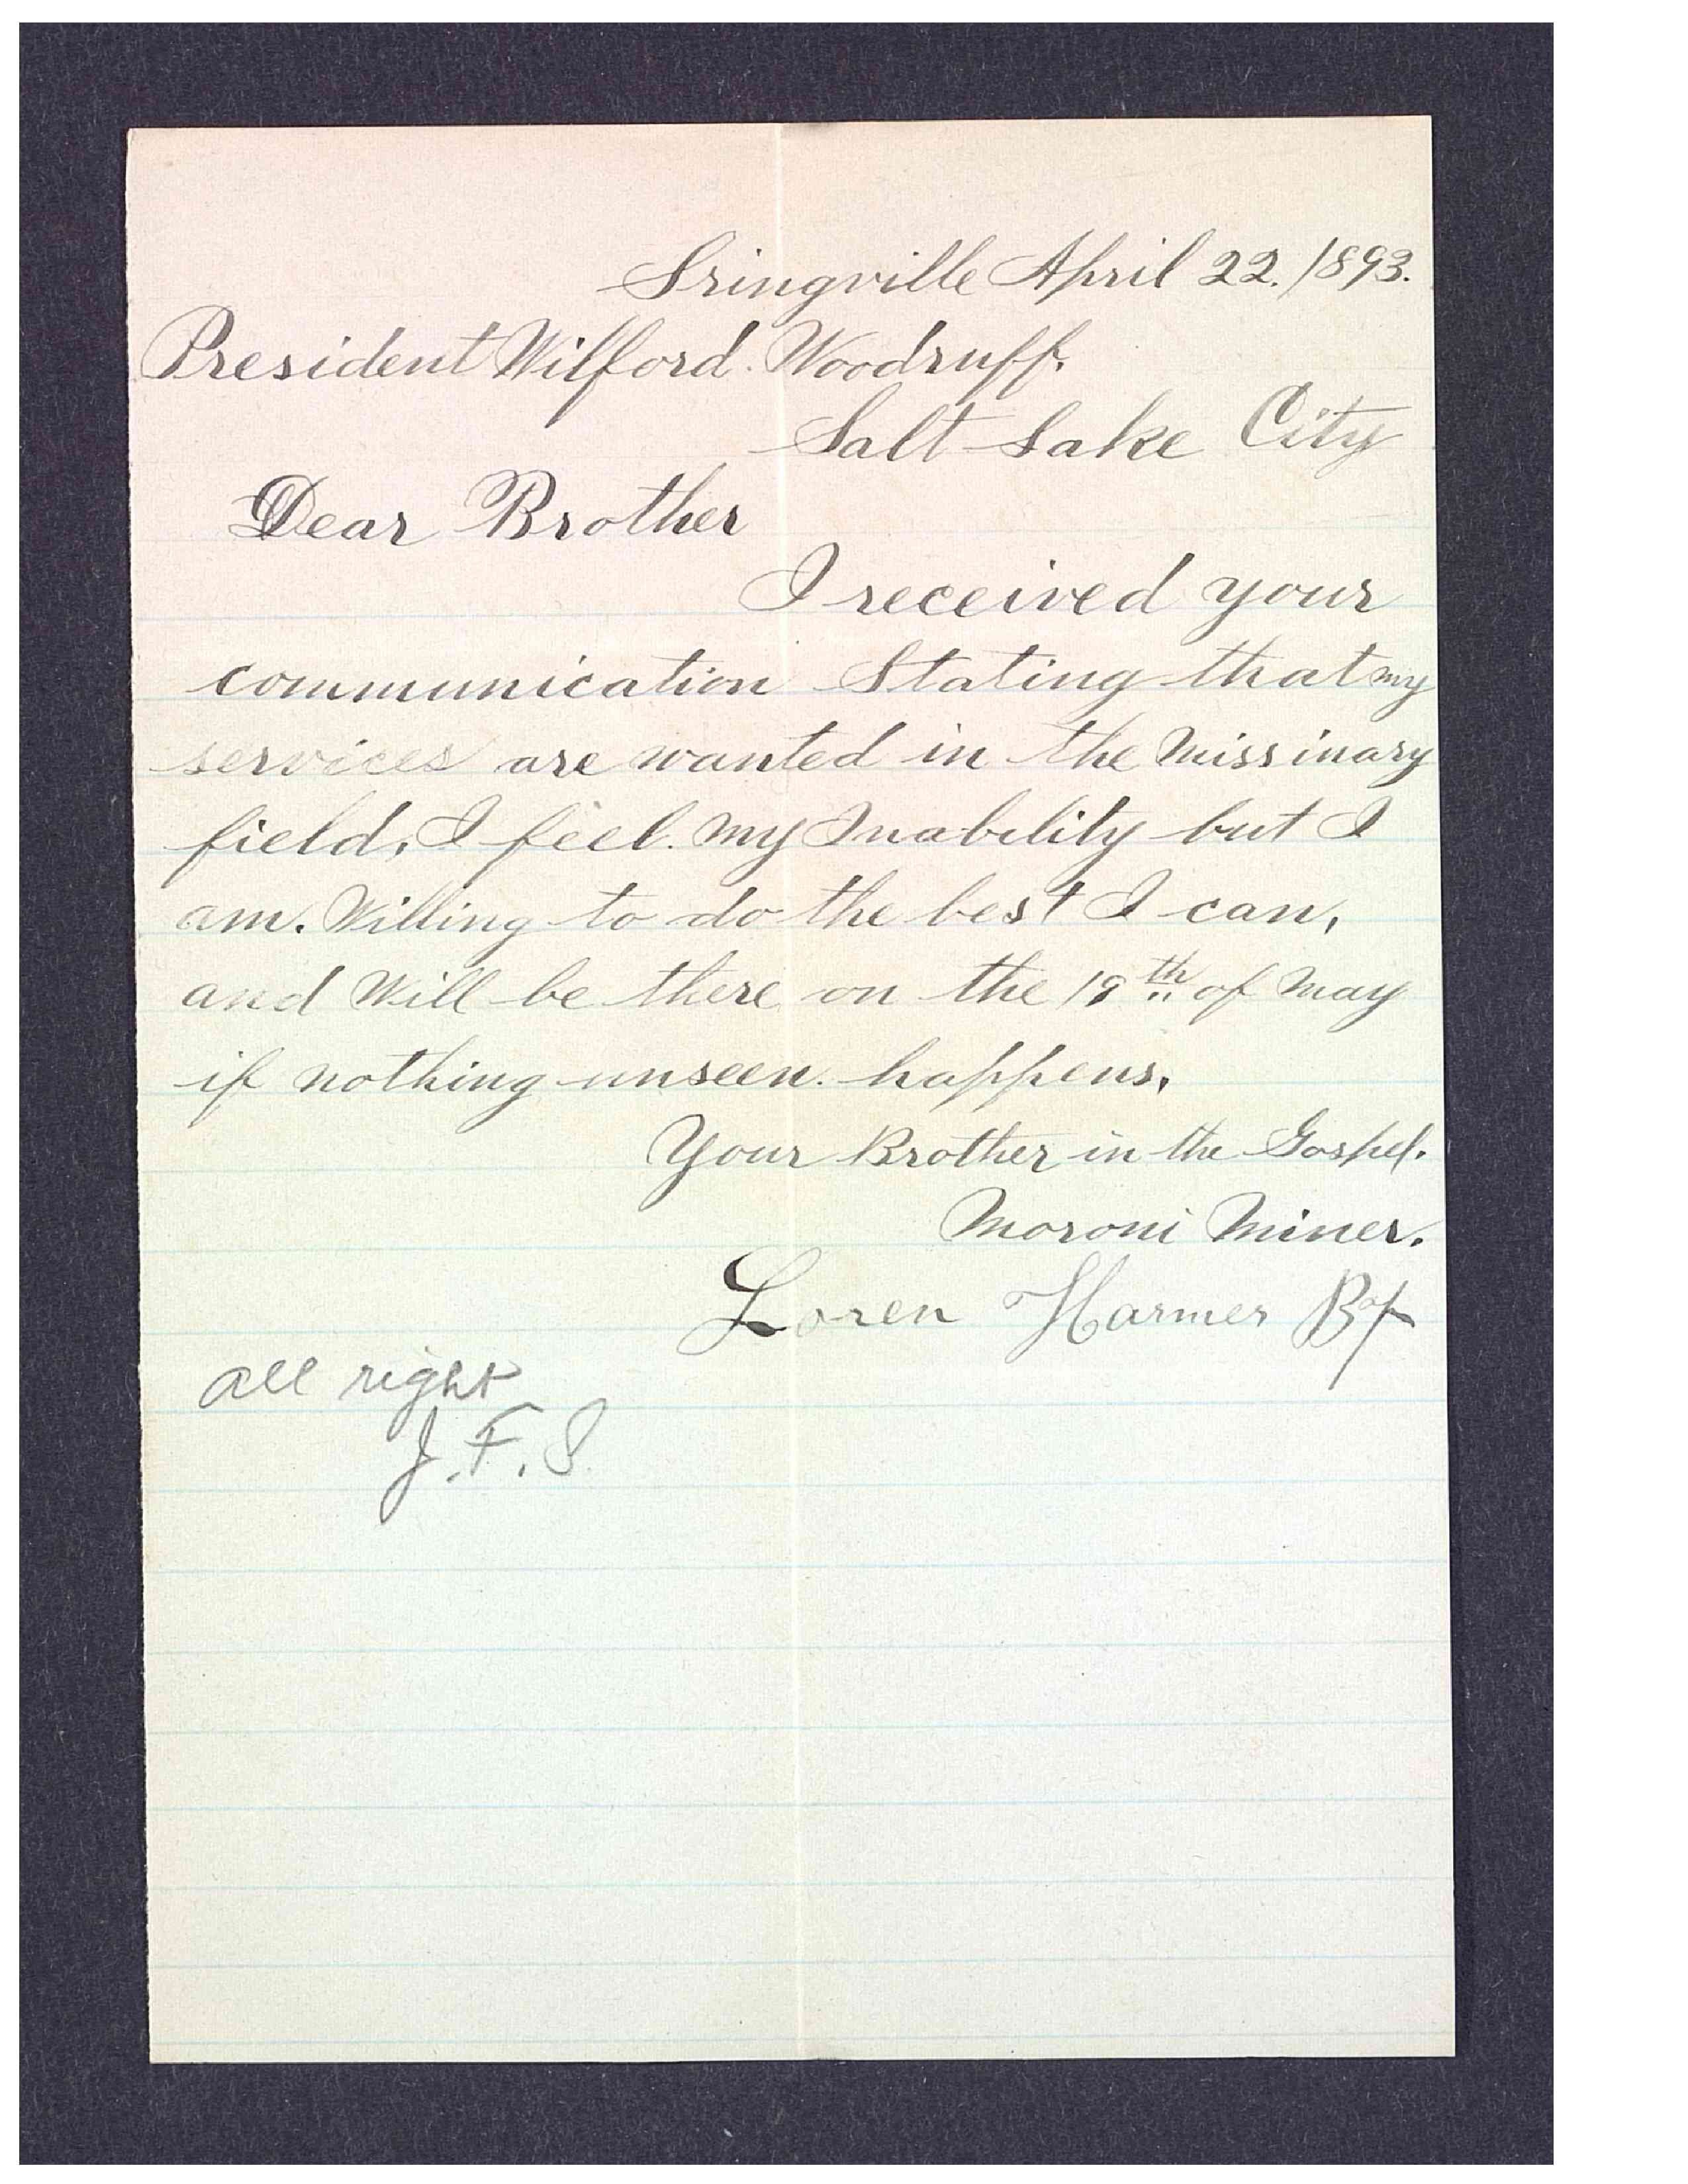 Sringville April 22. 1893.
President Wilford. Woodruff.
Salt Lake City
Dear Brother
I received your
communication Stating that my
services are wanted in the Missinary
field, I feel. my Inability but I
am. Willing to do the best I can,
and Will be there on the 19th of May
if nothing unseen. happens,
Your Brother in the Gospel.
Moroni Miner.
Loren Harmer Bp
all right
J.F.S.